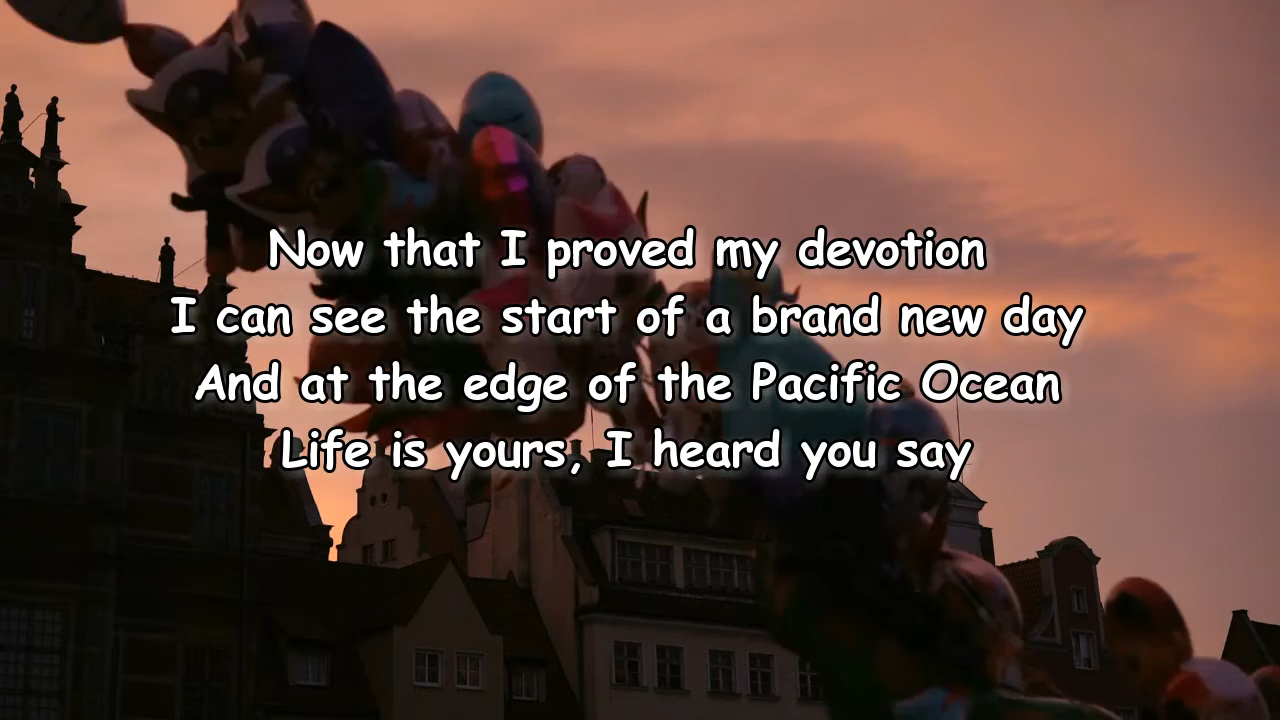 Now that I proved my devotion
I can see the start of a brand new day
And at the edge of the Pacific Ocean
Life is yours, I heard you say